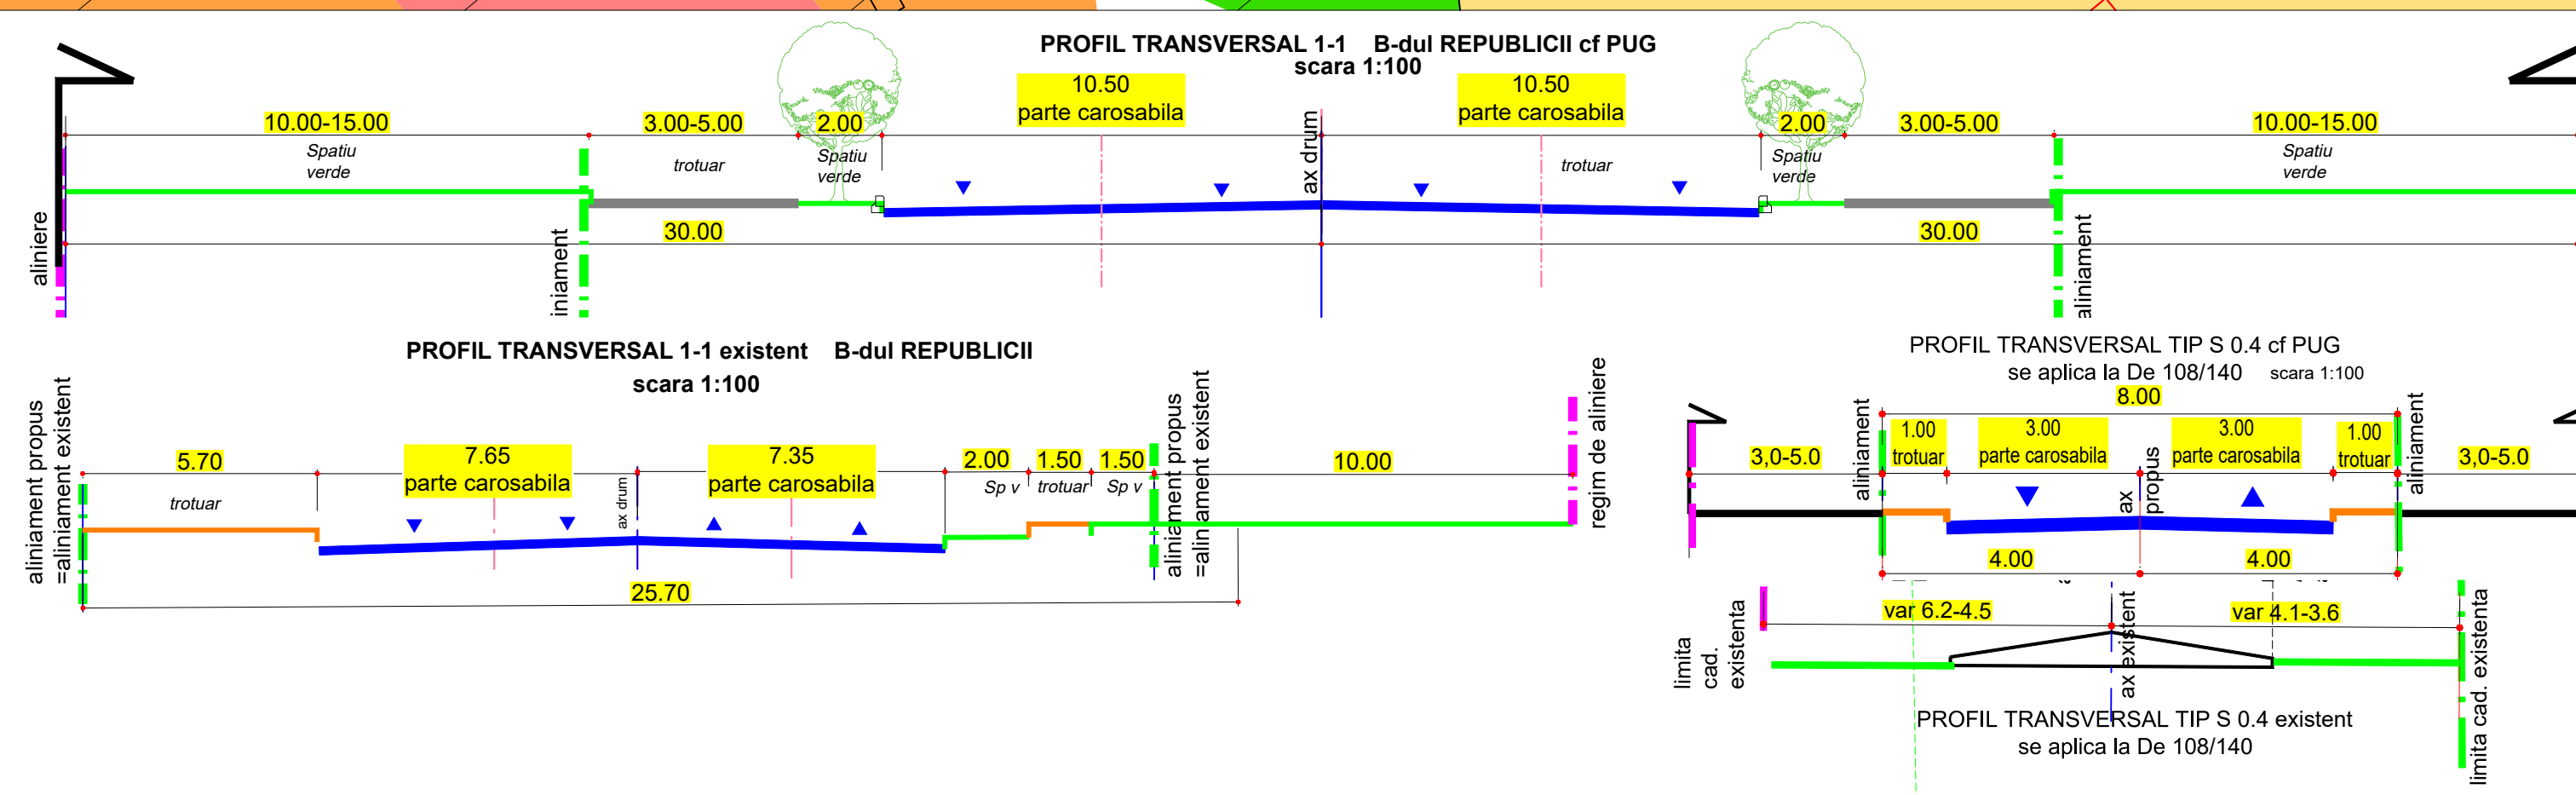 PROFIL TRANSVERSAL 1-1 B-dul REPUBLICII cf PUG
scara 1:100
10.50
parte carosabila
10.50
parte carosabila
10.00-15.00
3.00-5.00
2.00
2.00
3.00-5.00
10.00-15.00
Spatiu
verde
trotuar
Spatiu
verde
ax drum
trotuar
Spatiu
verde
Spatiu
verde
30.00
30.00
aliniere
iniament
aliniament
PROFIL TRANSVERSAL 1-1 existent B-dul REPUBLICII
scara 1:100
aliniament propus
=aliniament existent
5.70
7.65
parte carosabila
7.35
parte carosabila
2.00
1.50
1.50
10.00
trotuar
ax drum
Sp v
trotuar
Sp v
aliniament propus
=aliniament existent
regim de aliniere
25.70
PROFIL TRANSVERSAL TIP S 0.4 cf PUG
se aplica la De 108/140 scara 1:100
8.00
3,0-5.0
aliniament
1.00
trotuar
3.00
parte carosabila
3.00
parte carosabila
1.00
trotuar
aliniament
3,0-5.0
ax
propus
4.00
4.00
limita
cad.
existenta
var 6.2-4.5
var 4.1-3.6
ax existent
limita cad. existenta
PROFIL TRANSVERSAL TIP S 0.4 existent
se aplica la De 108/140